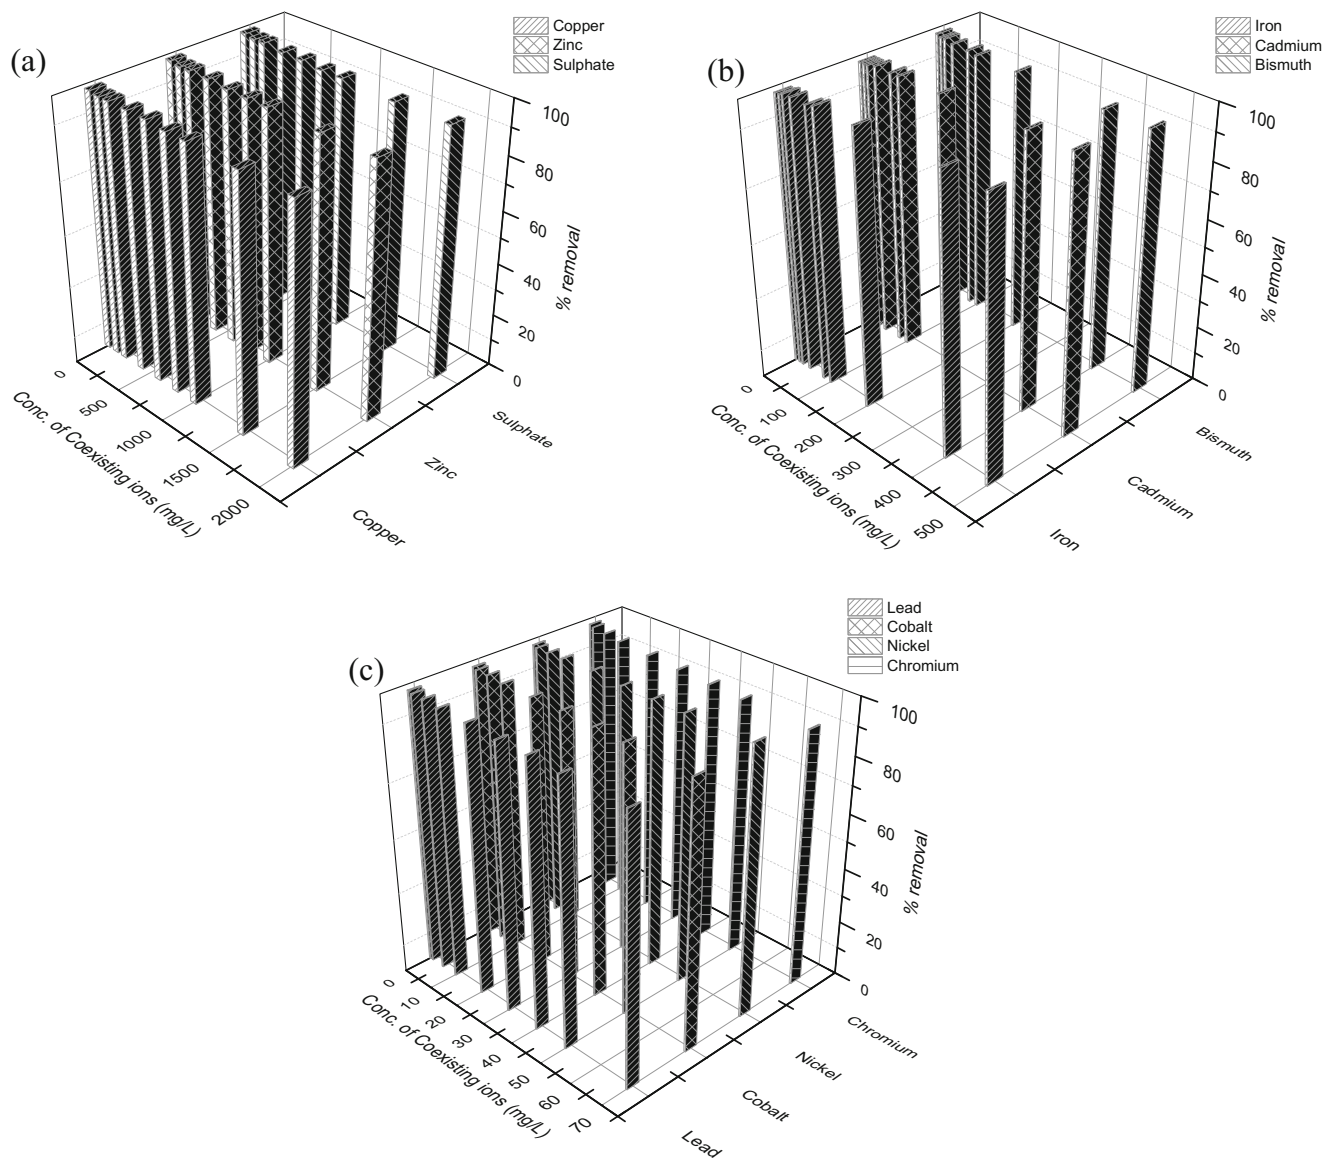 (a)
Copper
Zinc
Sulphate
100
80
60
40
20
0
% removal
0
500
1000
1500
2000
Conc. of Coexisting ions (mg/L)
Sulphate
Zinc
Copper
(b)
Iron
Cadmium
Bismuth
100
80
60
40
20
0
% removal
0
100
200
300
400
500
Conc. of Coexisting ions (mg/L)
Bismuth
Cadmium
Iron
(c)
Lead
Cobalt
Nickel
Chromium
100
80
60
40
20
0
% removal
0
10
20
30
40
50
60
70
Conc. of Coexisting ions (mg/L)
Chromium
Nickel
Cobalt
Lead